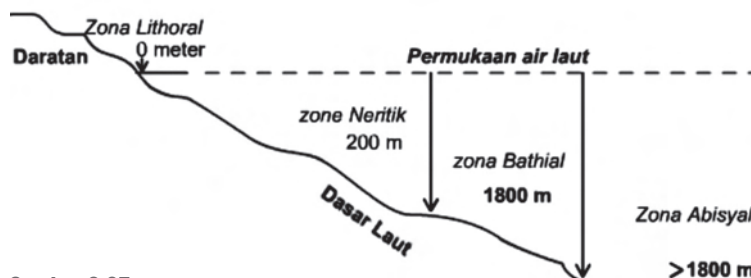 Zona Lithoral
0 meter
Daratan
Permukaan air laut
zone Neritik
200 m
zona Bathial
1800 m
Dasar Laut
Zona Abisyal
>1800 m